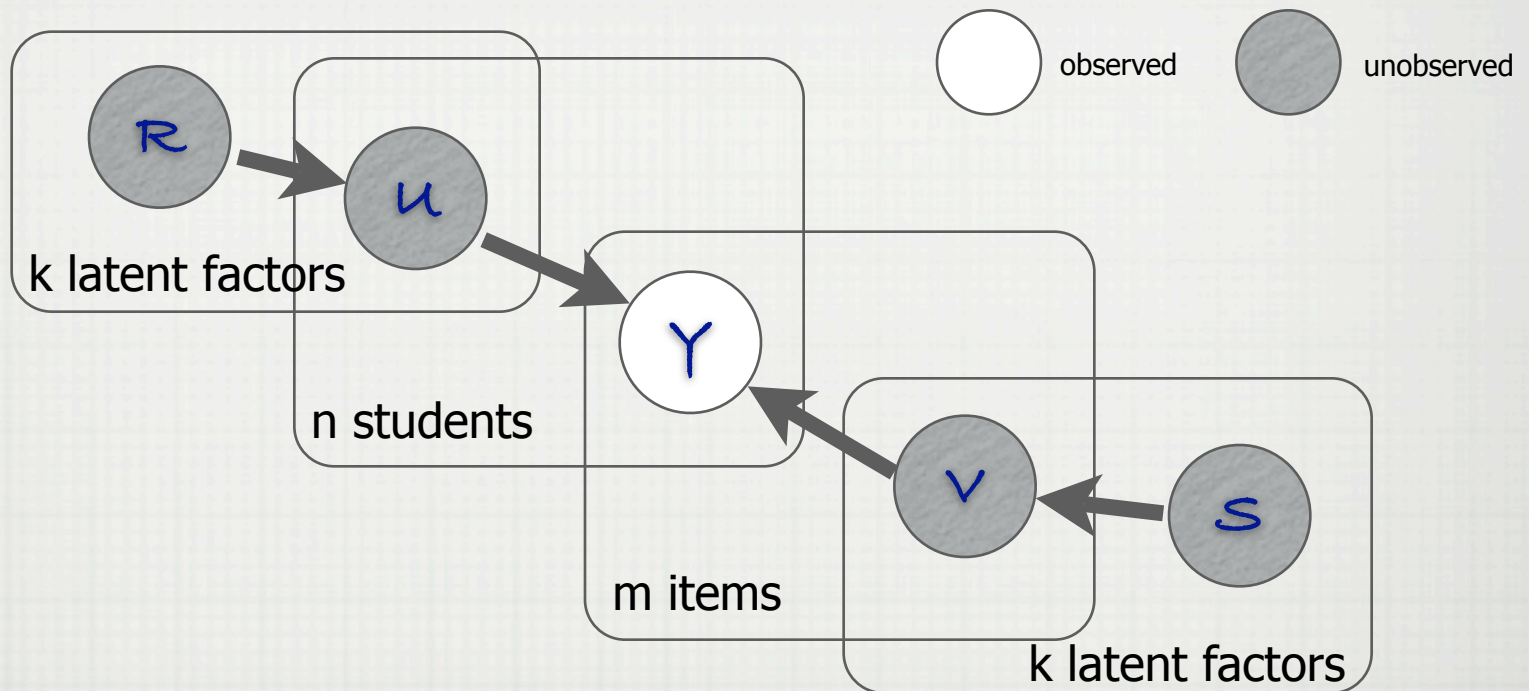 observed
unobserved
R
U
k latent factors
Y
n students
V
S
m items
k latent factors